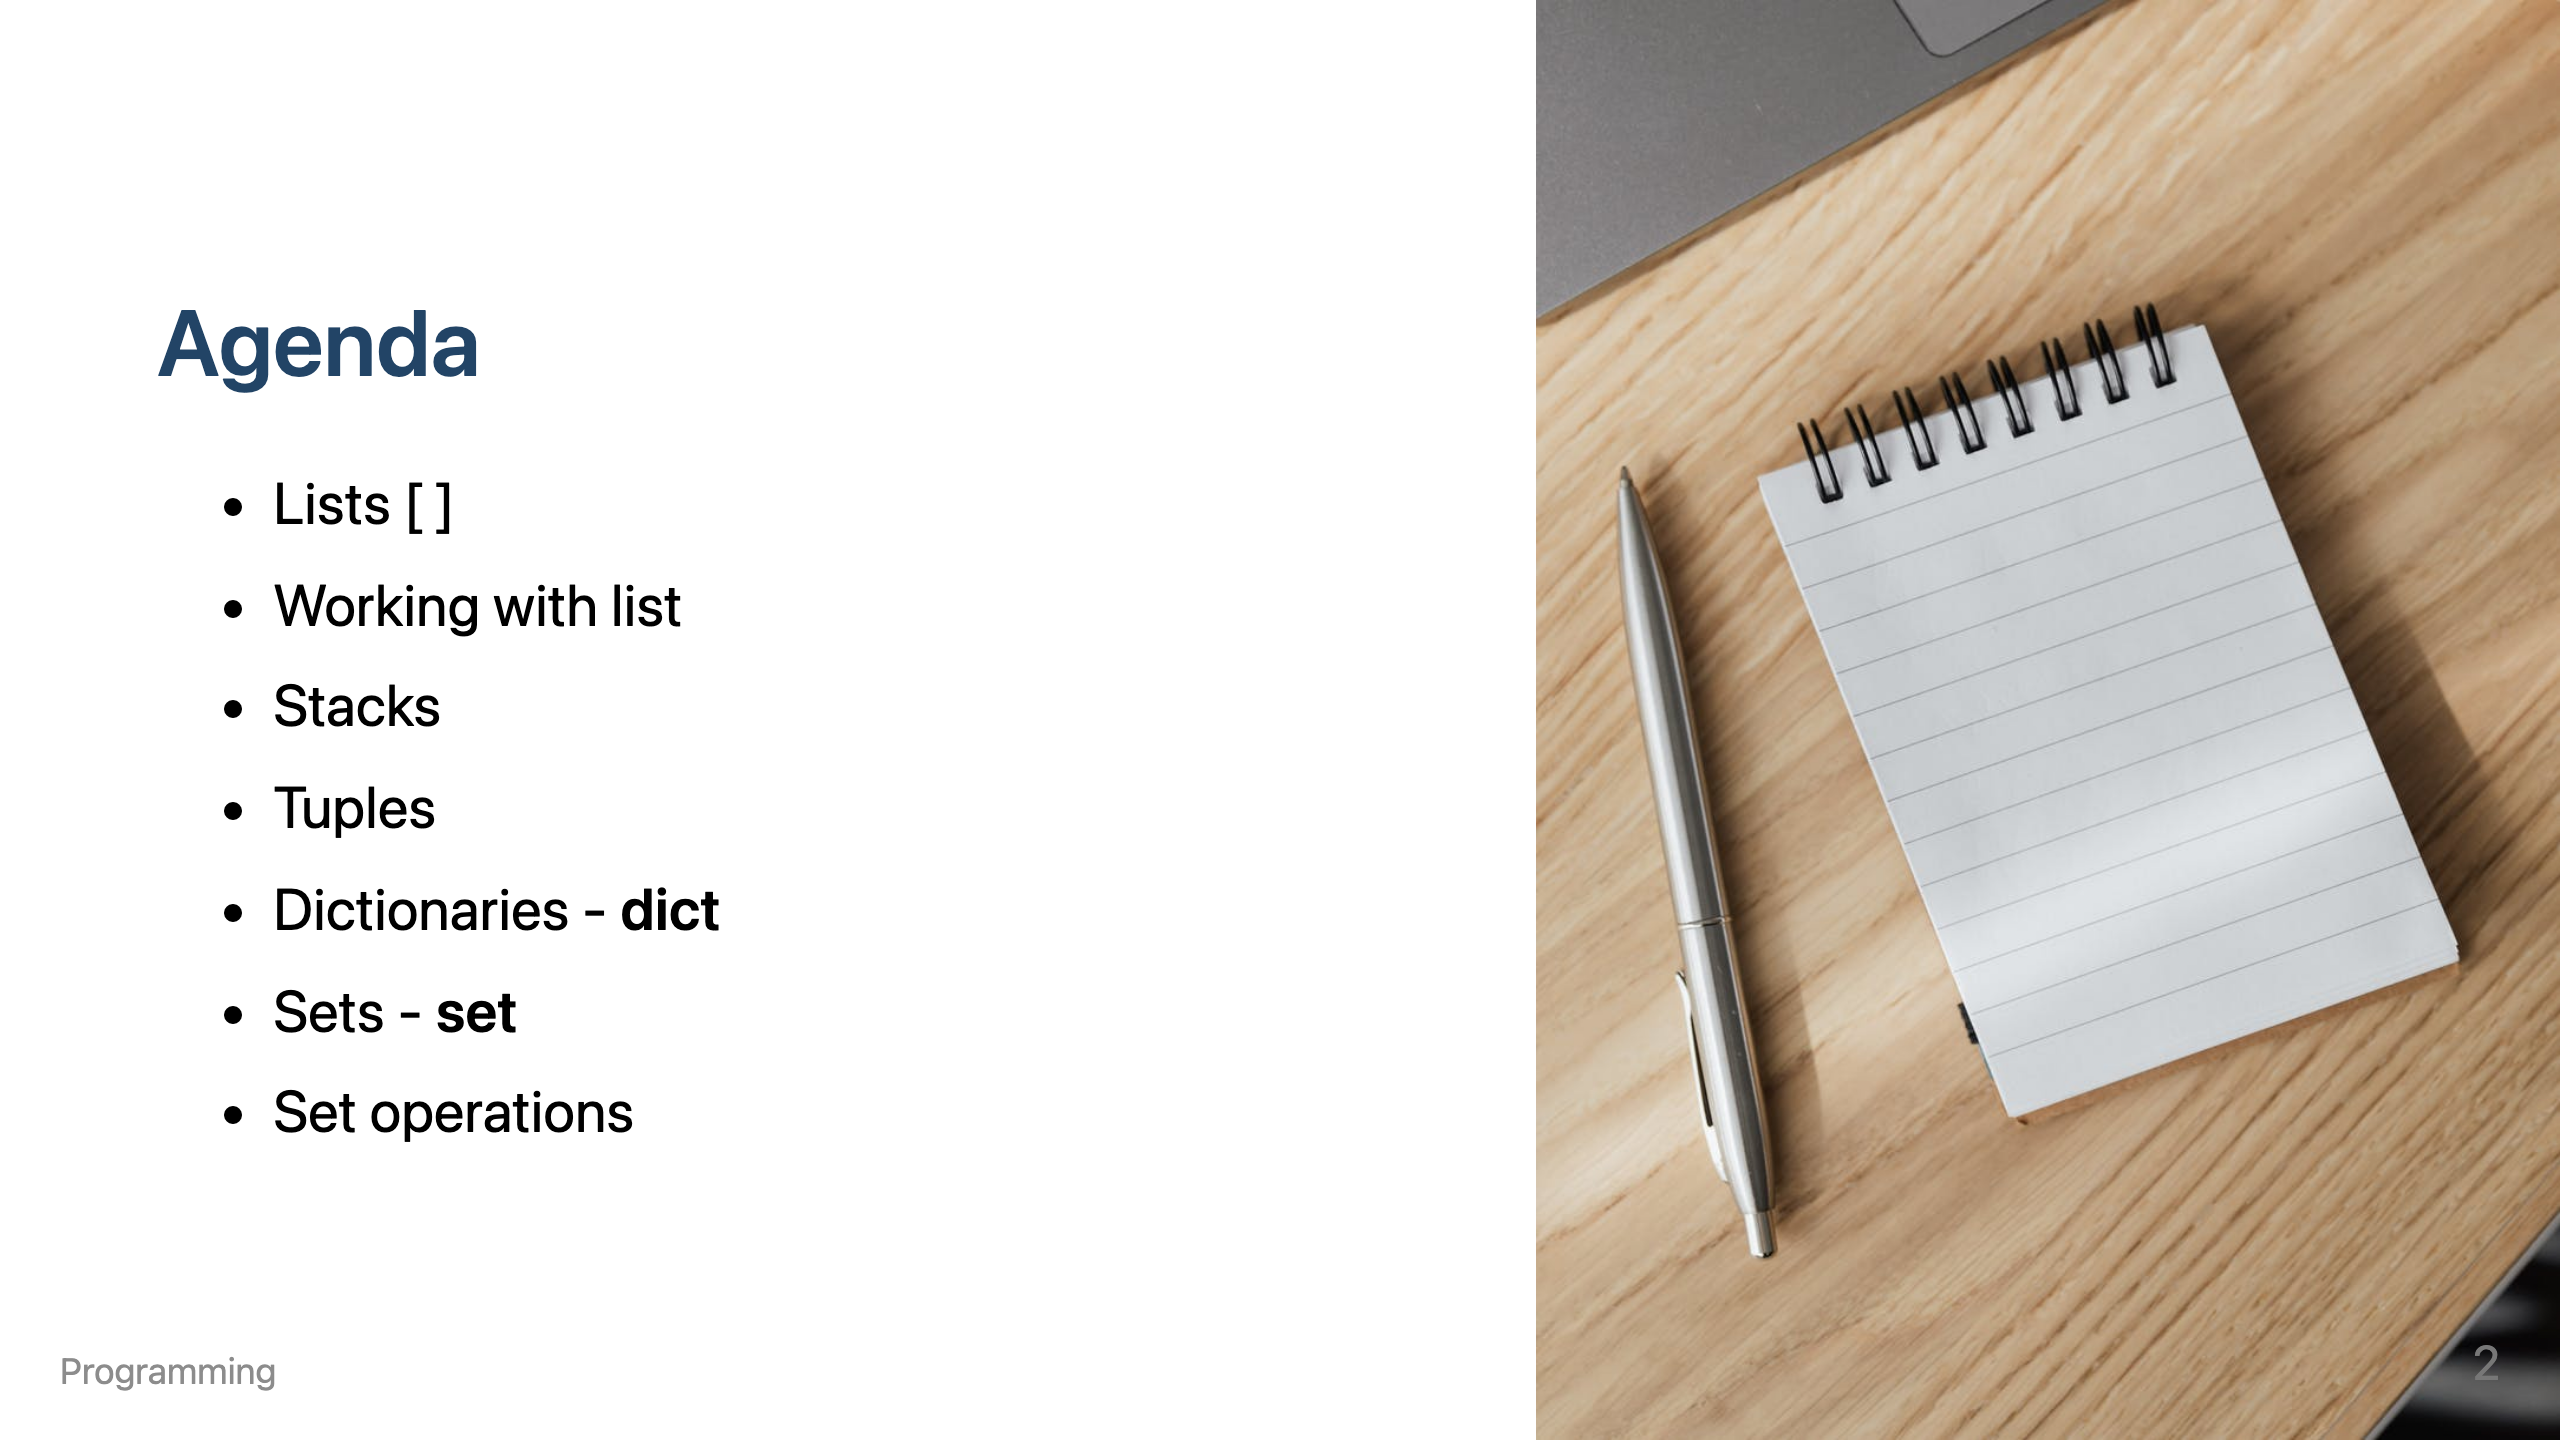 Agenda
• Lists [ ]
• Working with list
• Stacks
• Tuples
• Dictionaries - dict
• Sets - set
• Set operations
Programming
2